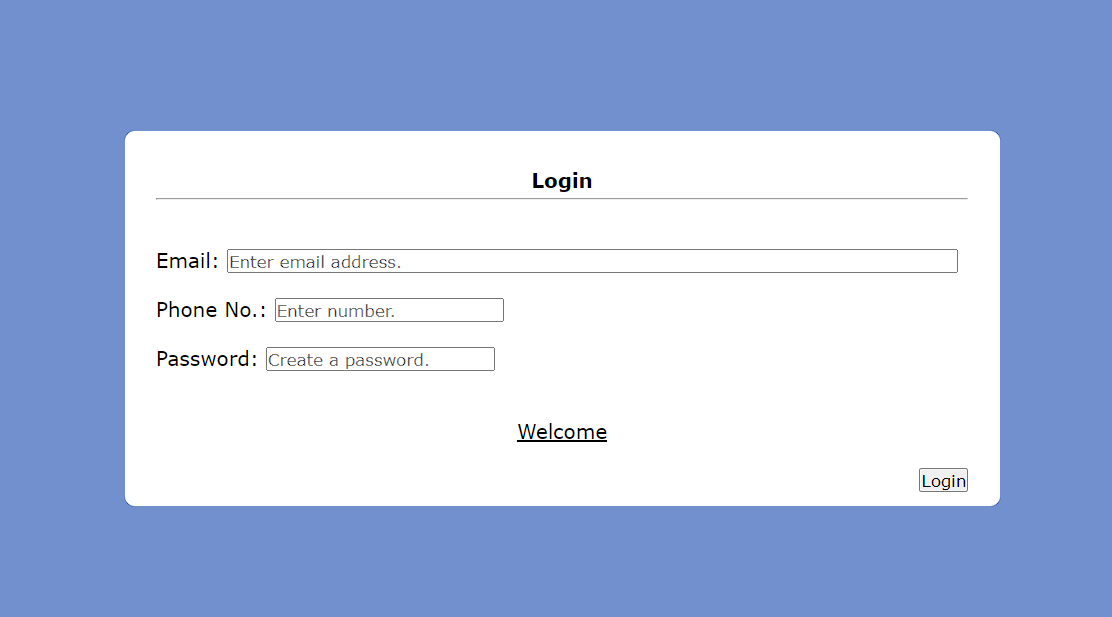 Login
Email: Enter email address.
Phone No.: Enter number.
Password: Create a password.
Welcome
Login